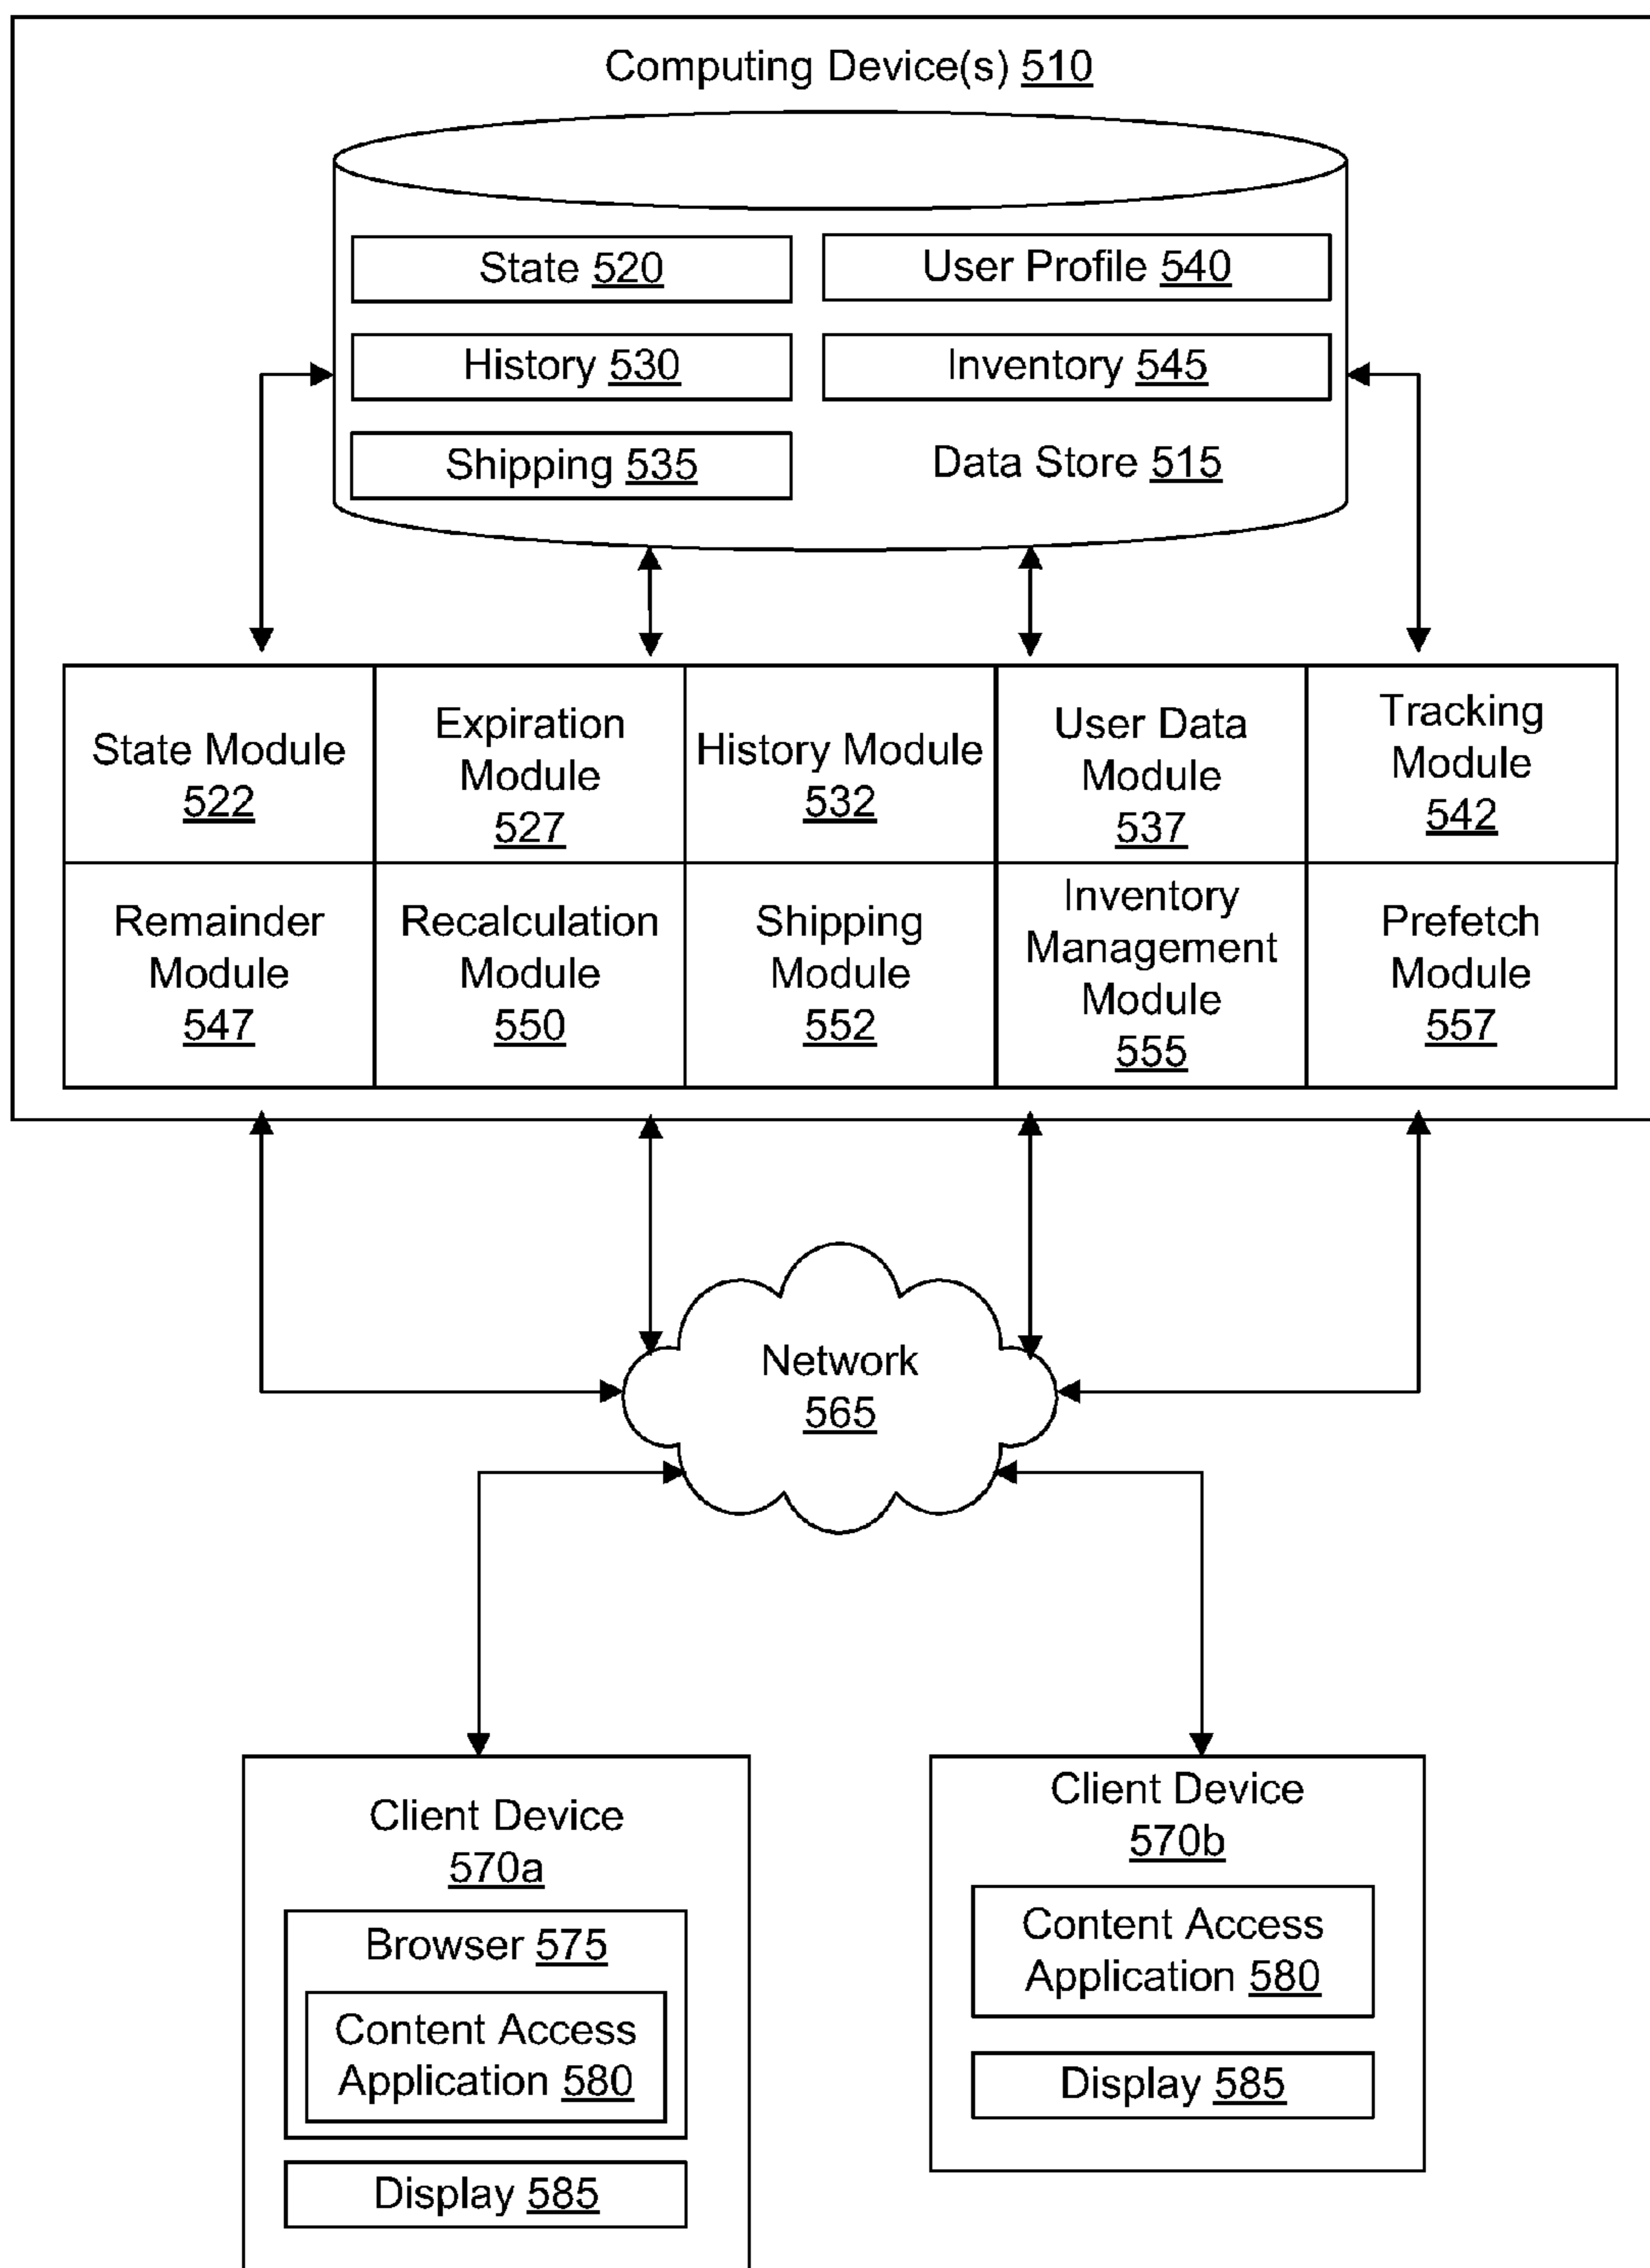 Computing Device(s) 510
State 520
User Profile 540
History 530
Inventory 545
Shipping 535
Data Store 515
State Module
522
Expiration
Module
527
History Module
532
User Data
Module
537
Tracking
Module
542
Remainder
Module
547
Recalculation
Module
550
Shipping
Module
552
Inventory
Management
Module
555
Prefetch
Module
557
Network
565
Client Device
570a
Browser 575
Content Access
Application 580
Display 585
Client Device
570b
Content Access
Application 580
Display 585